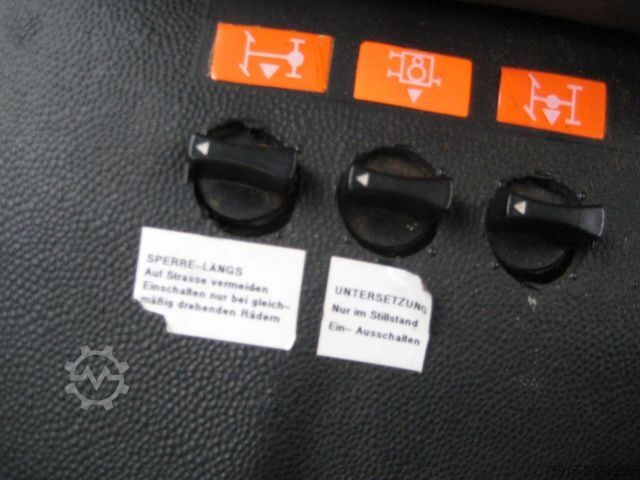 SPERRE-LÄNGS
Auf Strasse vermeiden
Einschalten nur bei gleich-
mäßig drehenden Rädern
UNTERSETZUNG
Nur im Stillstand
Ein- Ausschalten